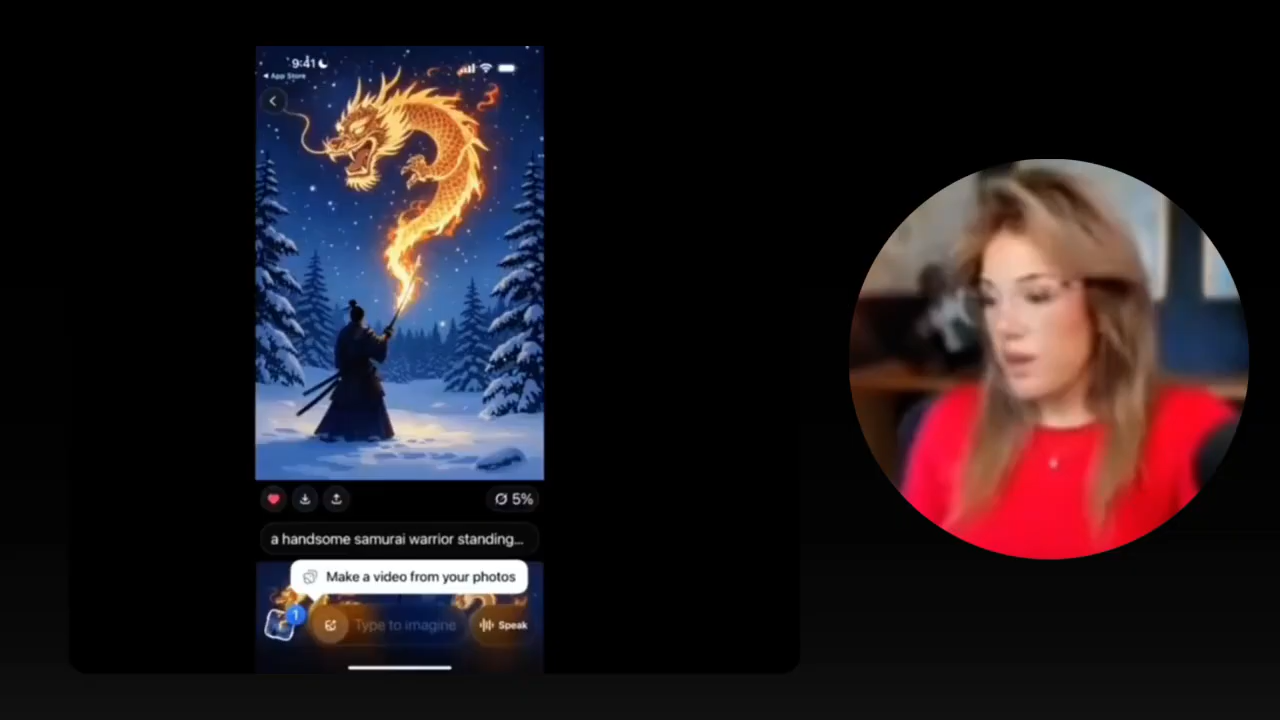 9:41
App Store
5%
a handsome samurai warrior standing...
Make a video from your photos
1
Type to imagine
Speak